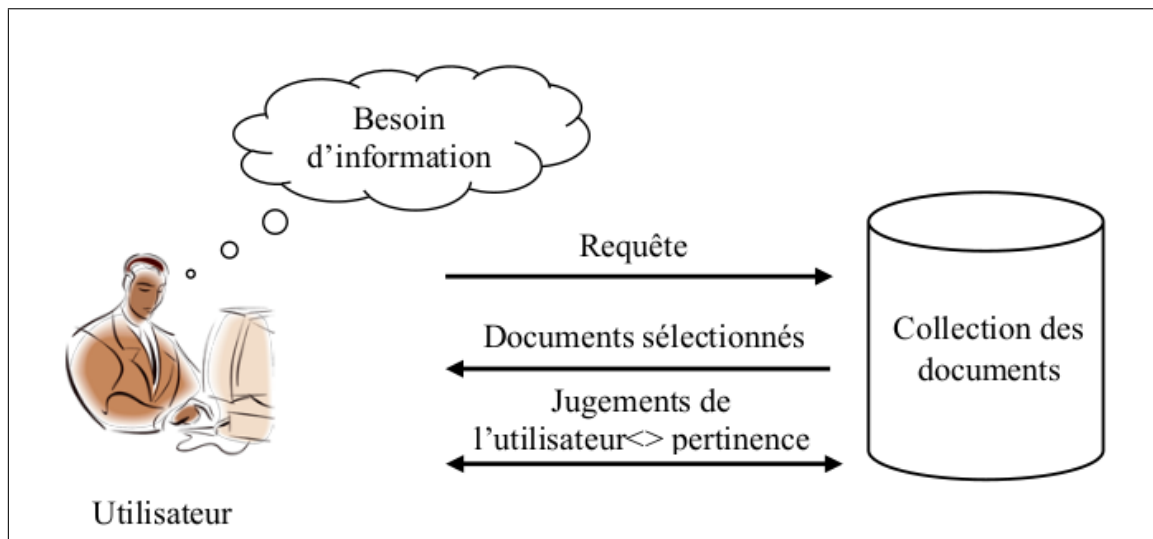 Besoin
d’information
Requête
Documents sélectionnés
Jugements de
l’utilisateur<> pertinence
Collection des
documents
Utilisateur